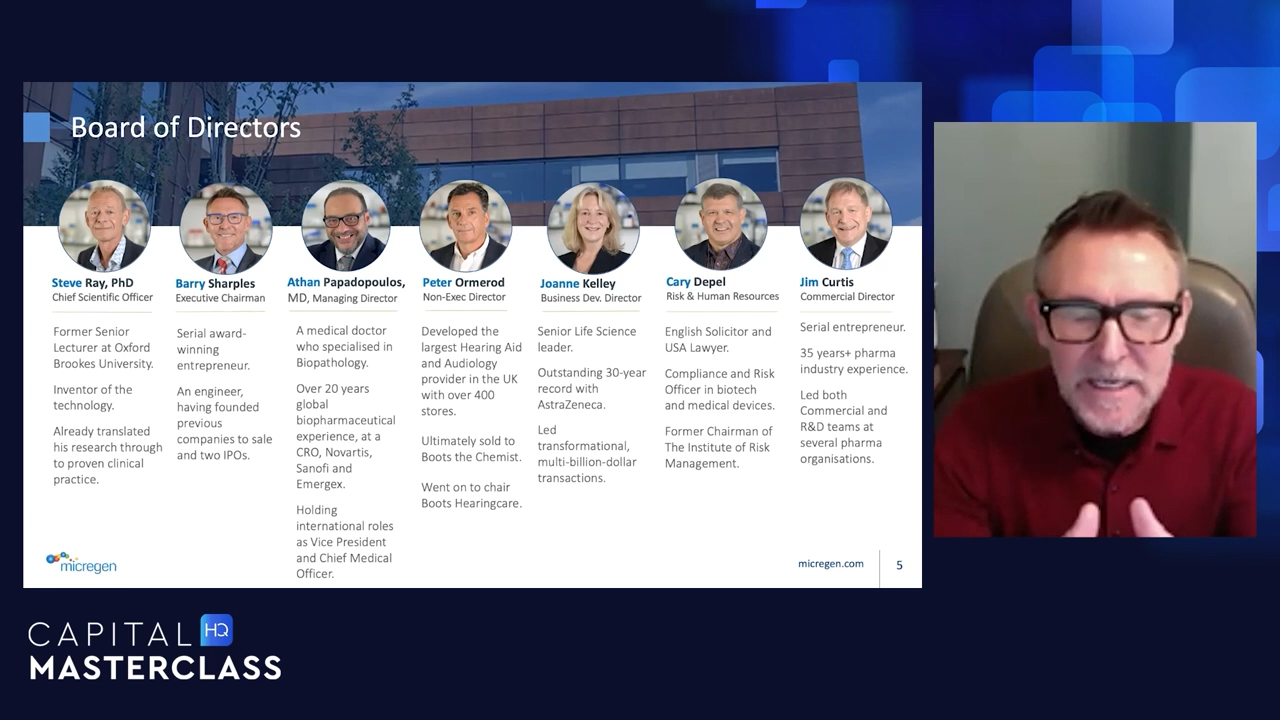 Board of Directors
Steve Ray, PhD
Chief Scientific Officer
Former Senior
Lecturer at Oxford
Brookes University.
Inventor of the
technology.
Already translated
his research through
to proven clinical
practice.
Barry Sharples
Executive Chairman
Serial award-
winning
entrepreneur.
An engineer,
having founded
previous
companies to sale
and two IPOs.
Athan Papadopoulos,
MD, Managing Director
A medical doctor
who specialised in
Biopathology.
Over 20 years
global
biopharmaceutical
experience, at a
CRO, Novartis,
Sanofi and
Emergex.
Holding
international roles
as Vice President
and Chief Medical
Officer.
Peter Ormerod
Non-Exec Director
Developed the
largest Hearing Aid
and Audiology
provider in the UK
with over 400
stores.
Ultimately sold to
Boots the Chemist.
Went on to chair
Boots Hearingcare.
Joanne Kelley
Business Dev. Director
Senior Life Science
leader.
Outstanding 30-year
record with
AstraZeneca.
Led
transformational,
multi-billion-dollar
transactions.
Cary Depel
Risk & Human Resources
English Solicitor and
USA Lawyer.
Compliance and Risk
Officer in biotech
and medical devices.
Former Chairman of
The Institute of Risk
Management.
Jim Curtis
Commercial Director
Serial entrepreneur.
35 years+ pharma
industry experience.
Led both
Commercial and
R&D teams at
several pharma
organisations.
micregen
micregen.com
5
CAPITAL HQ
MASTERCLASS